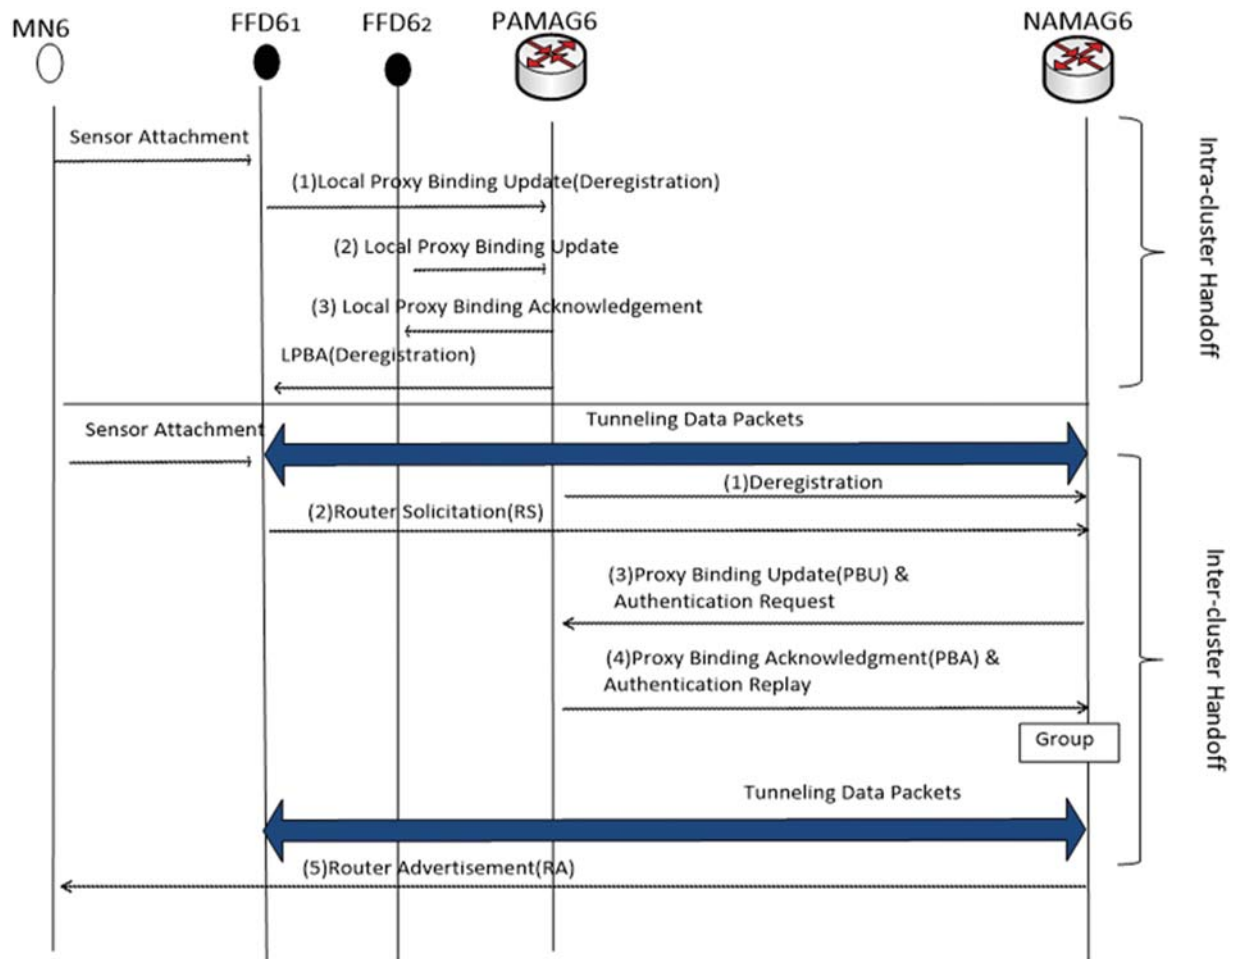 MN6
FFD61
FFD62
PAMAG6
NAMAG6
Sensor Attachment
(1)Local Proxy Binding Update(Deregistration)
(2) Local Proxy Binding Update
(3) Local Proxy Binding Acknowledgement
LPBA(Deregistration)
Intra-cluster Handoff
Tunneling Data Packets
Sensor Attachment
(1)Deregistration
(2)Router Solicitation(RS)
(3)Proxy Binding Update(PBU) &
Authentication Request
(4)Proxy Binding Acknowledgment(PBA) &
Authentication Replay
Group
Inter-cluster Handoff
Tunneling Data Packets
(5)Router Advertisement(RA)